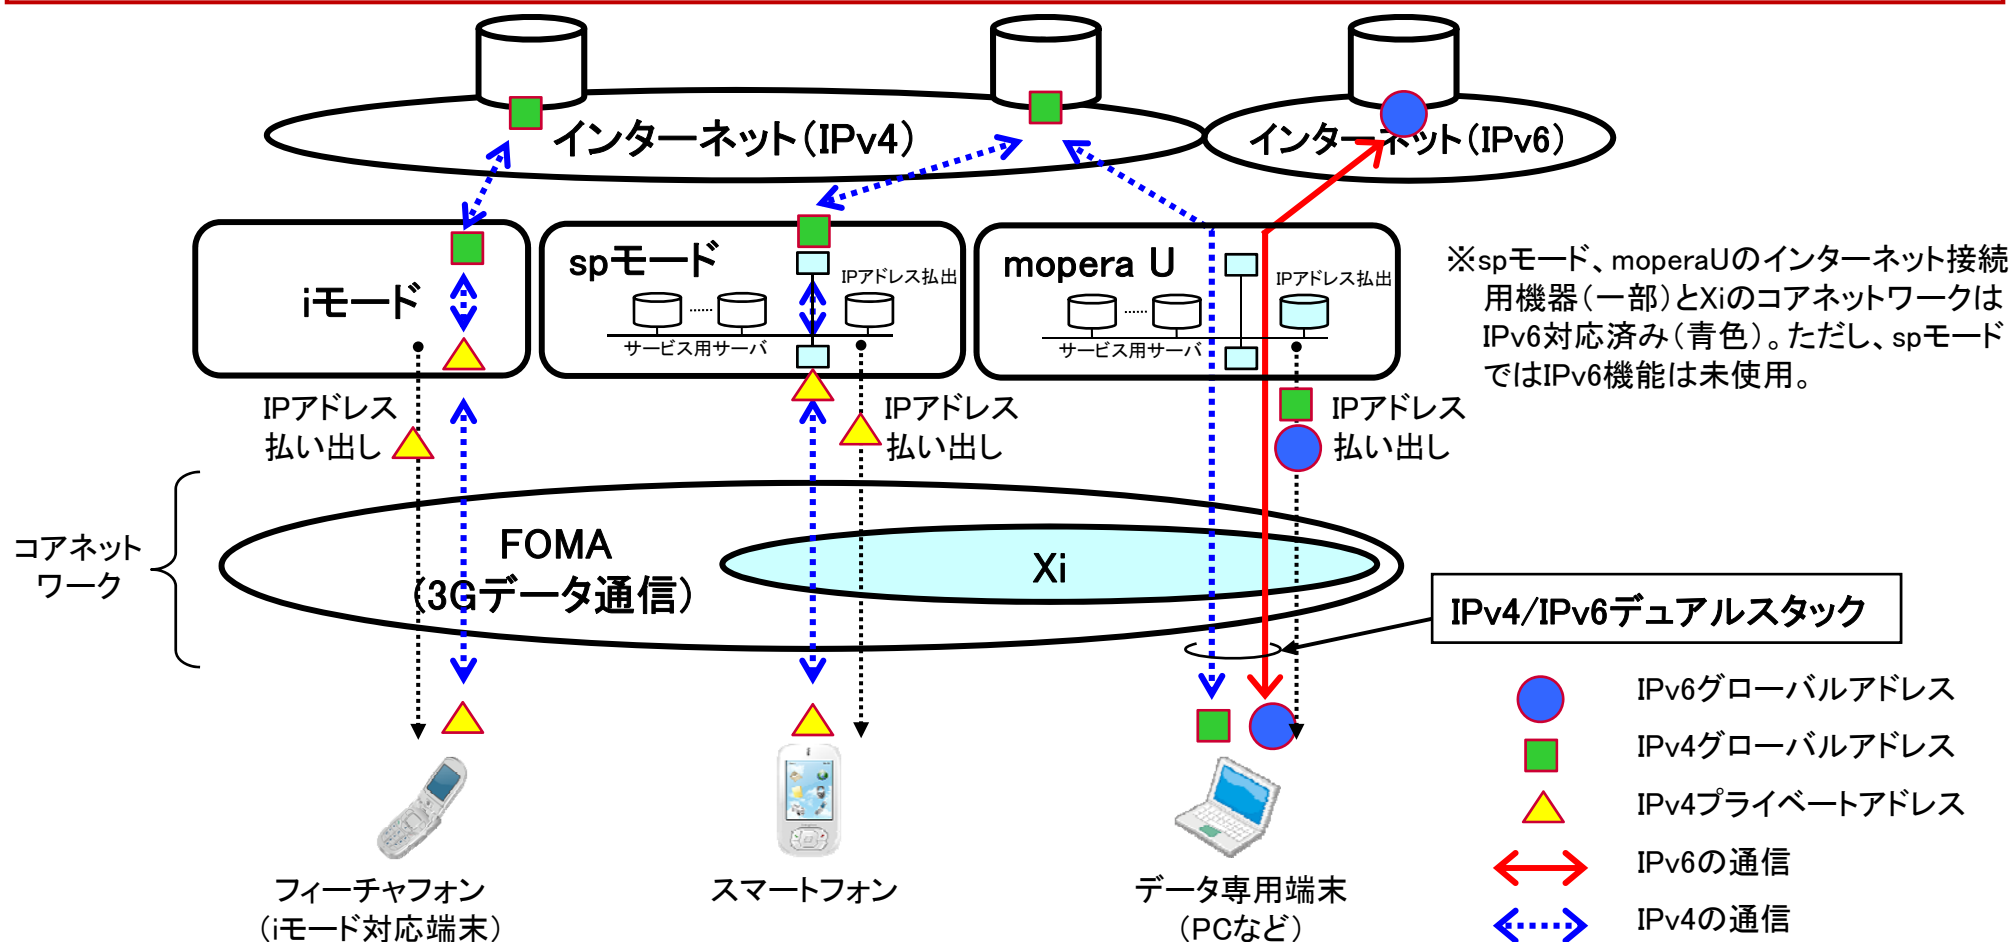 インターネット（IPv4）
インターネット（IPv6）
iモード
spモード
IPアドレス払出
サービス用サーバ
mopera U
IPアドレス払出
サービス用サーバ
※spモード、moperaUのインターネット接続
用機器（一部）とXiのコアネットワークは
IPv6対応済み（青色）。ただし、spモード
ではIPv6機能は未使用。
IPアドレス
払い出し
IPアドレス
払い出し
IPアドレス
払い出し
コアネット
ワーク
FOMA
（3Gデータ通信）
Xi
IPv4/IPv6デュアルスタック
IPv6グローバルアドレス
IPv4グローバルアドレス
IPv4プライベートアドレス
IPv6の通信
IPv4の通信
フィーチャフォン
（iモード対応端末）
スマートフォン
データ専用端末
（PCなど）